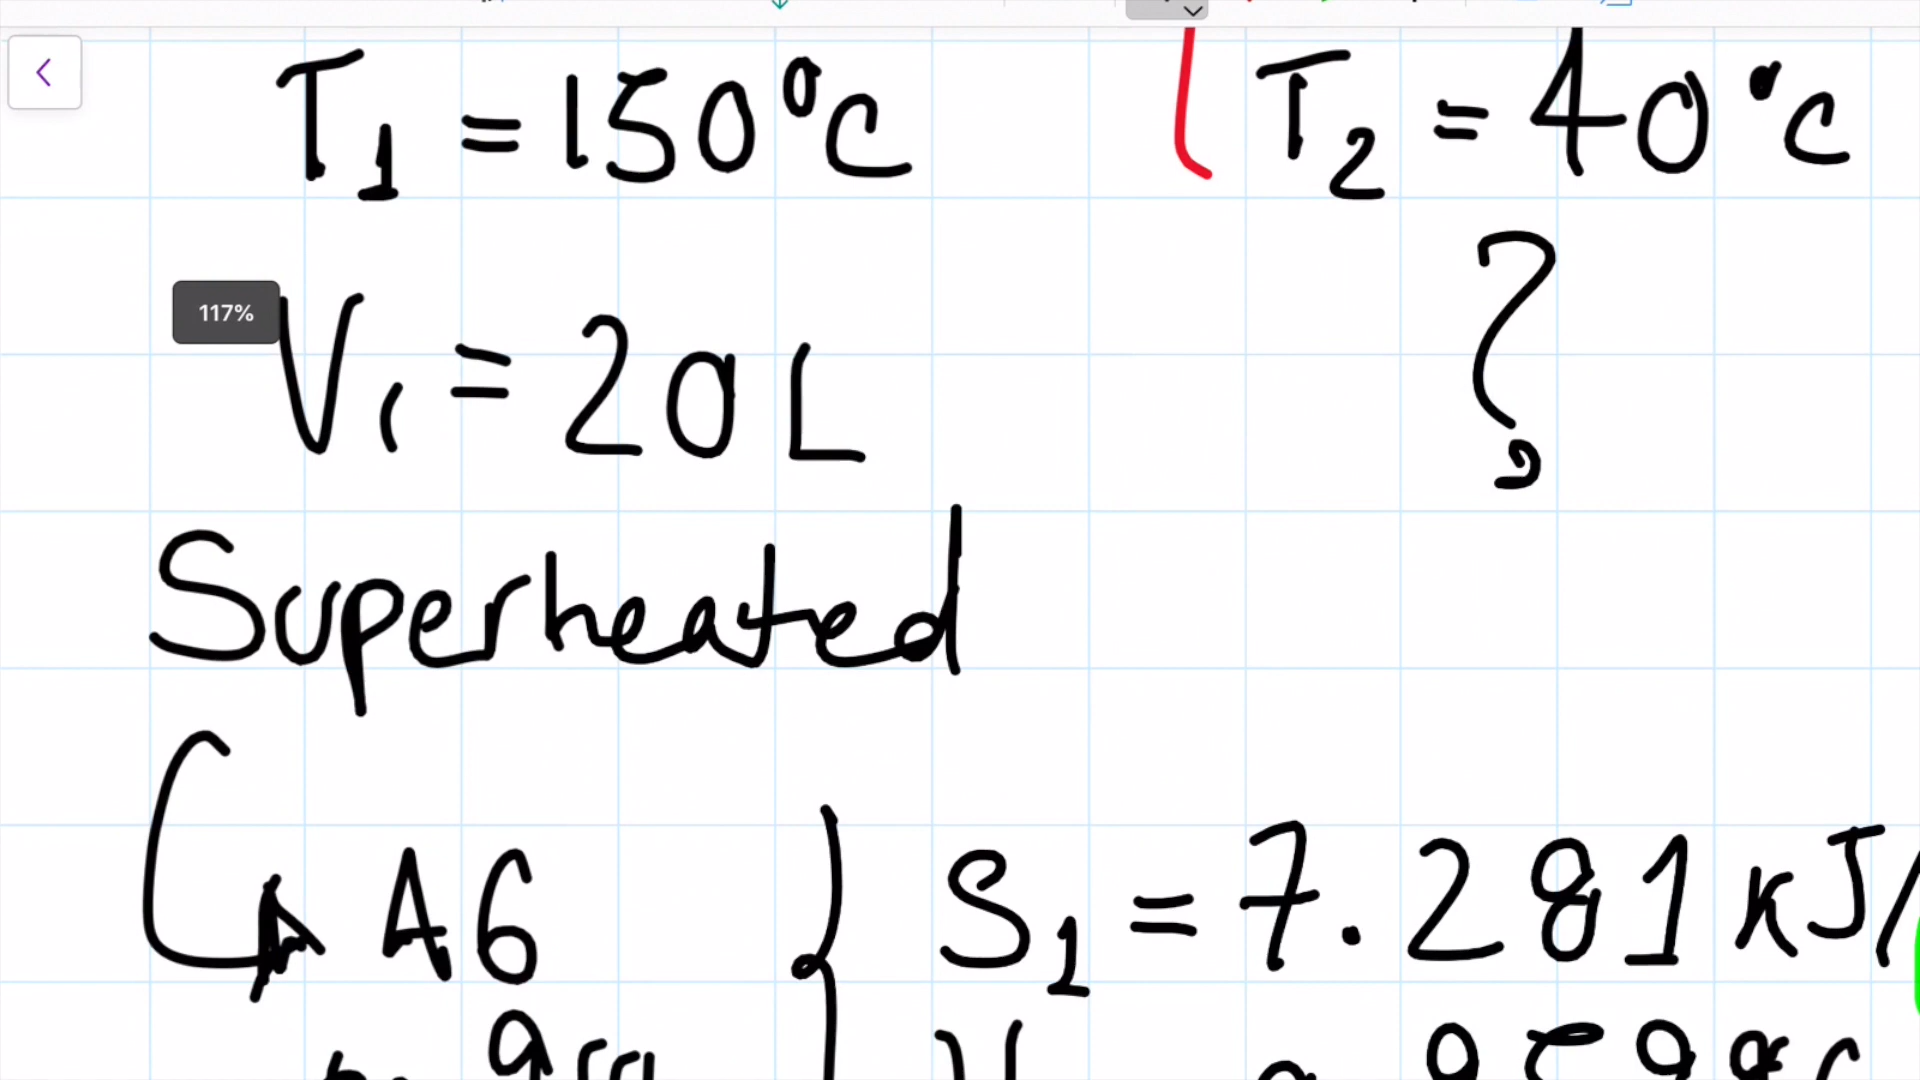 T1 = 150°C
T2 = 40°C
117%
V1 = 20L
?
Superheated
A6
S1 = 7.281 kJ/